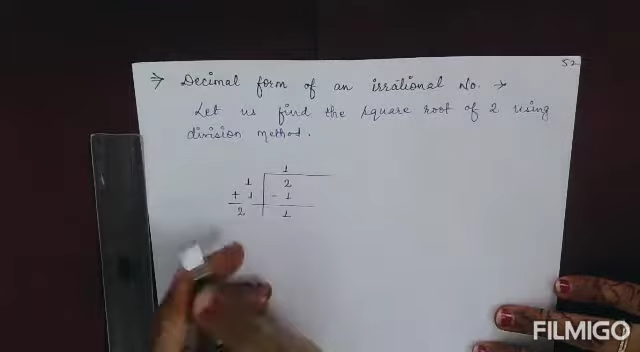 52
⇒ Decimal form of an irrational No. →
Let us find the square root of 2 using
division method.
1
1 2
+ 1 - 1
2 1
FILMIGO